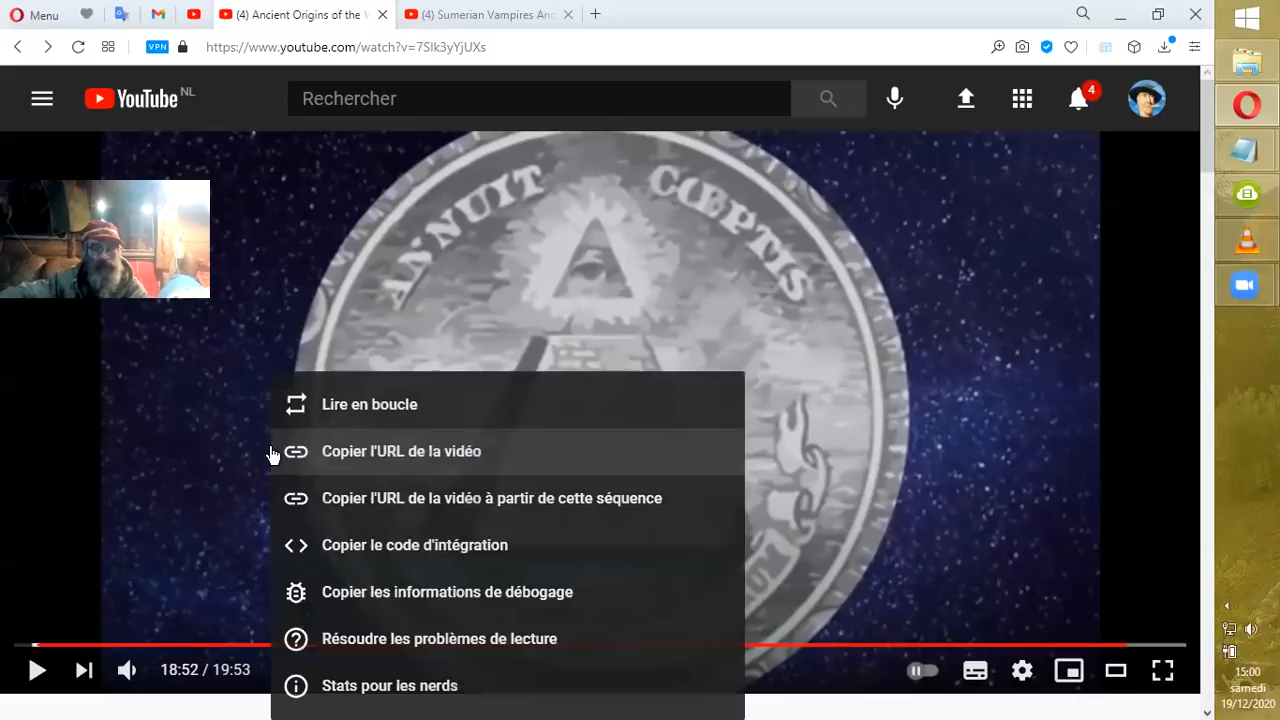 Menu
(4) Ancient Origins of the W
(4) Sumerian Vampires And
VPN
https://www.youtube.com/watch?v=7SIk3yYjUXs
YouTube NL
Rechercher
4
ANNUIT CŒPTIS
Lire en boucle
Copier l'URL de la vidéo
Copier l'URL de la vidéo à partir de cette séquence
Copier le code d'intégration
Copier les informations de débogage
Résoudre les problèmes de lecture
Stats pour les nerds
18:52 / 19:53
15:00
samedi
19/12/2020